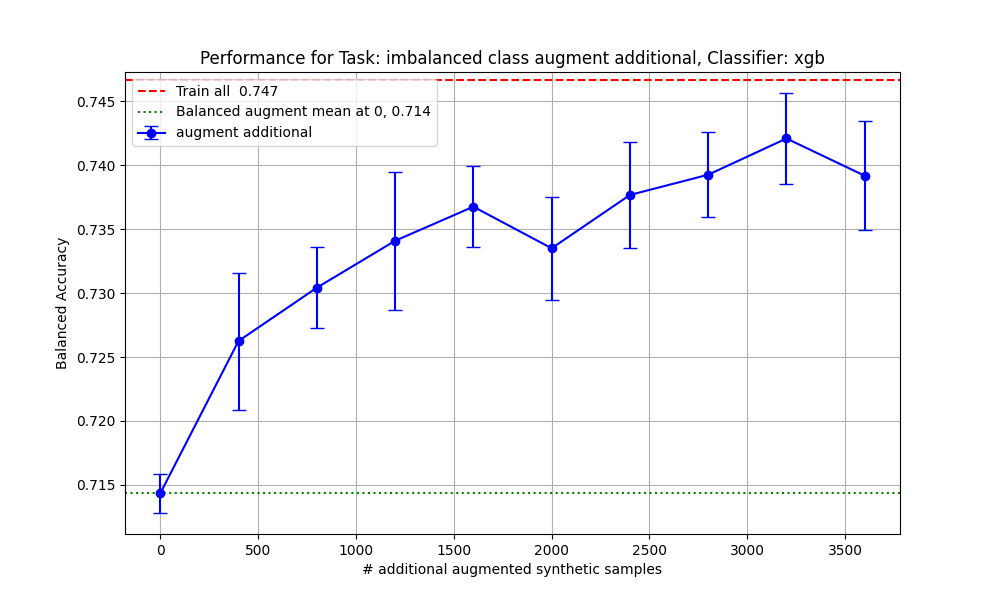 Performance for Task: imbalanced class augment additional, Classifier: xgb
Train all  0.747
Balanced augment mean at 0, 0.714
augment additional
Balanced Accuracy
0.745
0.740
0.735
0.730
0.725
0.720
0.715
0
500
1000
1500
2000
2500
3000
3500
# additional augmented synthetic samples